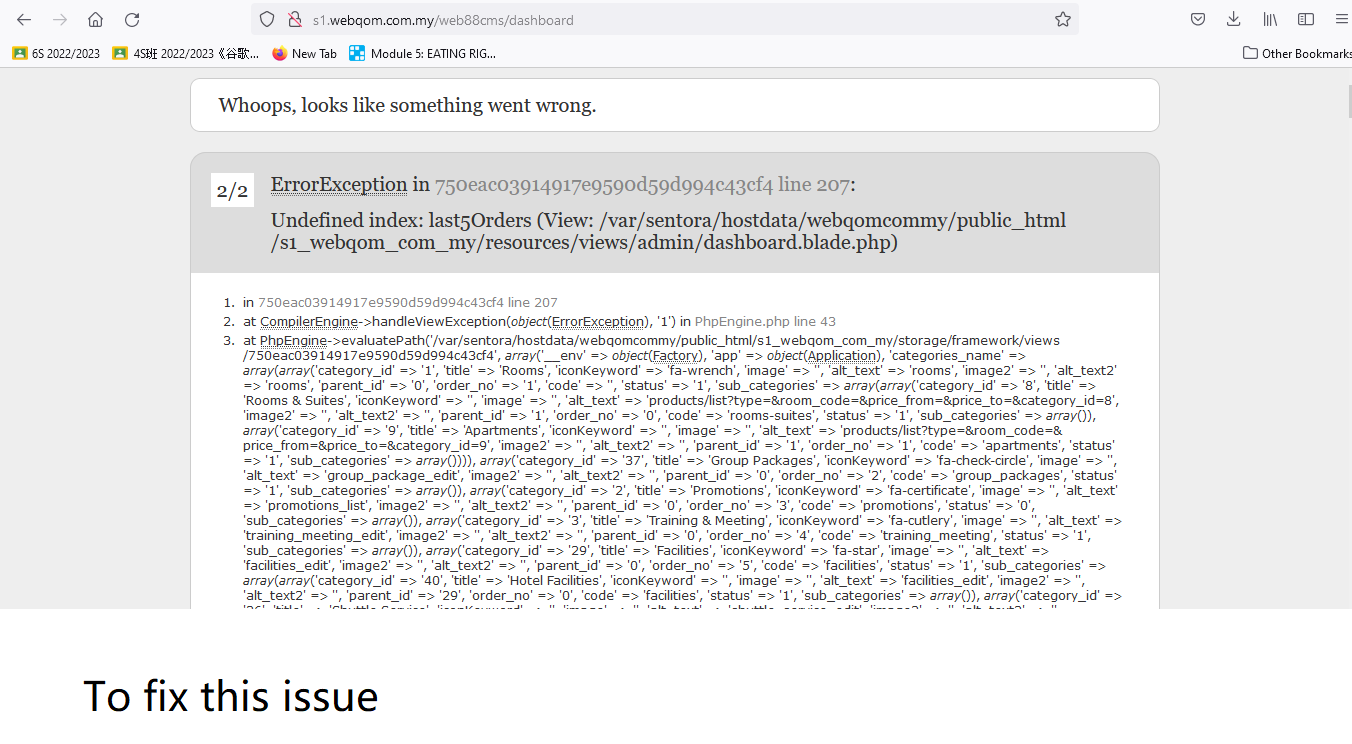 s1.webqom.com.my/web88cms/dashboard
6S 2022/2023 4S班 2022/2023《谷歌... New Tab Module 5: EATING RIG... Other Bookmarks
Whoops, looks like something went wrong.
2/2 ErrorException in 750eac03914917e9590d59d994c43cf4 line 207:
Undefined index: last5Orders (View: /var/sentora/hostdata/webqomcommy/public_html
/s1_webqom_com_my/resources/views/admin/dashboard.blade.php)
1. in 750eac03914917e9590d59d994c43cf4 line 207
2. at CompilerEngine->handleViewException(object(ErrorException), '1') in PhpEngine.php line 43
3. at PhpEngine->evaluatePath('/var/sentora/hostdata/webqomcommy/public_html/s1_webqom_com_my/storage/framework/views
/750eac03914917e9590d59d994c43cf4', array('__env' => object(Factory), 'app' => object(Application), 'categories_name' =>
array(array('category_id' => '1', 'title' => 'Rooms', 'iconKeyword' => 'fa-wrench', 'image' => '', 'alt_text' => 'rooms', 'image2' => '', 'alt_text2'
=> 'rooms', 'parent_id' => '0', 'order_no' => '1', 'code' => '', 'status' => '1', 'sub_categories' => array(array('category_id' => '8', 'title' =>
'Rooms & Suites', 'iconKeyword' => '', 'image' => '', 'alt_text' => 'products/list?type=&room_code=&price_from=&price_to=&category_id=8',
'image2' => '', 'alt_text2' => '', 'parent_id' => '1', 'order_no' => '0', 'code' => 'rooms-suites', 'status' => '1', 'sub_categories' => array()),
array('category_id' => '9', 'title' => 'Apartments', 'iconKeyword' => '', 'image' => '', 'alt_text' => 'products/list?type=&room_code=&
price_from=&price_to=&category_id=9', 'image2' => '', 'alt_text2' => '', 'parent_id' => '1', 'order_no' => '1', 'code' => 'apartments', 'status'
=> '1', 'sub_categories' => array()))), array('category_id' => '37', 'title' => 'Group Packages', 'iconKeyword' => 'fa-check-circle', 'image' => '',
'alt_text' => 'group_package_edit', 'image2' => '', 'alt_text2' => '', 'parent_id' => '0', 'order_no' => '2', 'code' => 'group_packages', 'status'
=> '1', 'sub_categories' => array()), array('category_id' => '2', 'title' => 'Promotions', 'iconKeyword' => 'fa-certificate', 'image' => '', 'alt_text'
=> 'promotions_list', 'image2' => '', 'alt_text2' => '', 'parent_id' => '0', 'order_no' => '3', 'code' => 'promotions', 'status' => '0',
'sub_categories' => array()), array('category_id' => '3', 'title' => 'Training & Meeting', 'iconKeyword' => 'fa-cutlery', 'image' => '', 'alt_text' =>
'training_meeting_edit', 'image2' => '', 'alt_text2' => '', 'parent_id' => '0', 'order_no' => '4', 'code' => 'training_meeting', 'status' => '1',
'sub_categories' => array()), array('category_id' => '29', 'title' => 'Facilities', 'iconKeyword' => 'fa-star', 'image' => '', 'alt_text' =>
'facilities_edit', 'image2' => '', 'alt_text2' => '', 'parent_id' => '0', 'order_no' => '5', 'code' => 'facilities', 'status' => '1', 'sub_categories' =>
array(array('category_id' => '40', 'title' => 'Hotel Facilities', 'iconKeyword' => '', 'image' => '', 'alt_text' => 'facilities_edit', 'image2' => '',
'alt_text2' => '', 'parent_id' => '29', 'order_no' => '0', 'code' => 'facilities', 'status' => '1', 'sub_categories' => array()), array('category_id' =>
To fix this issue